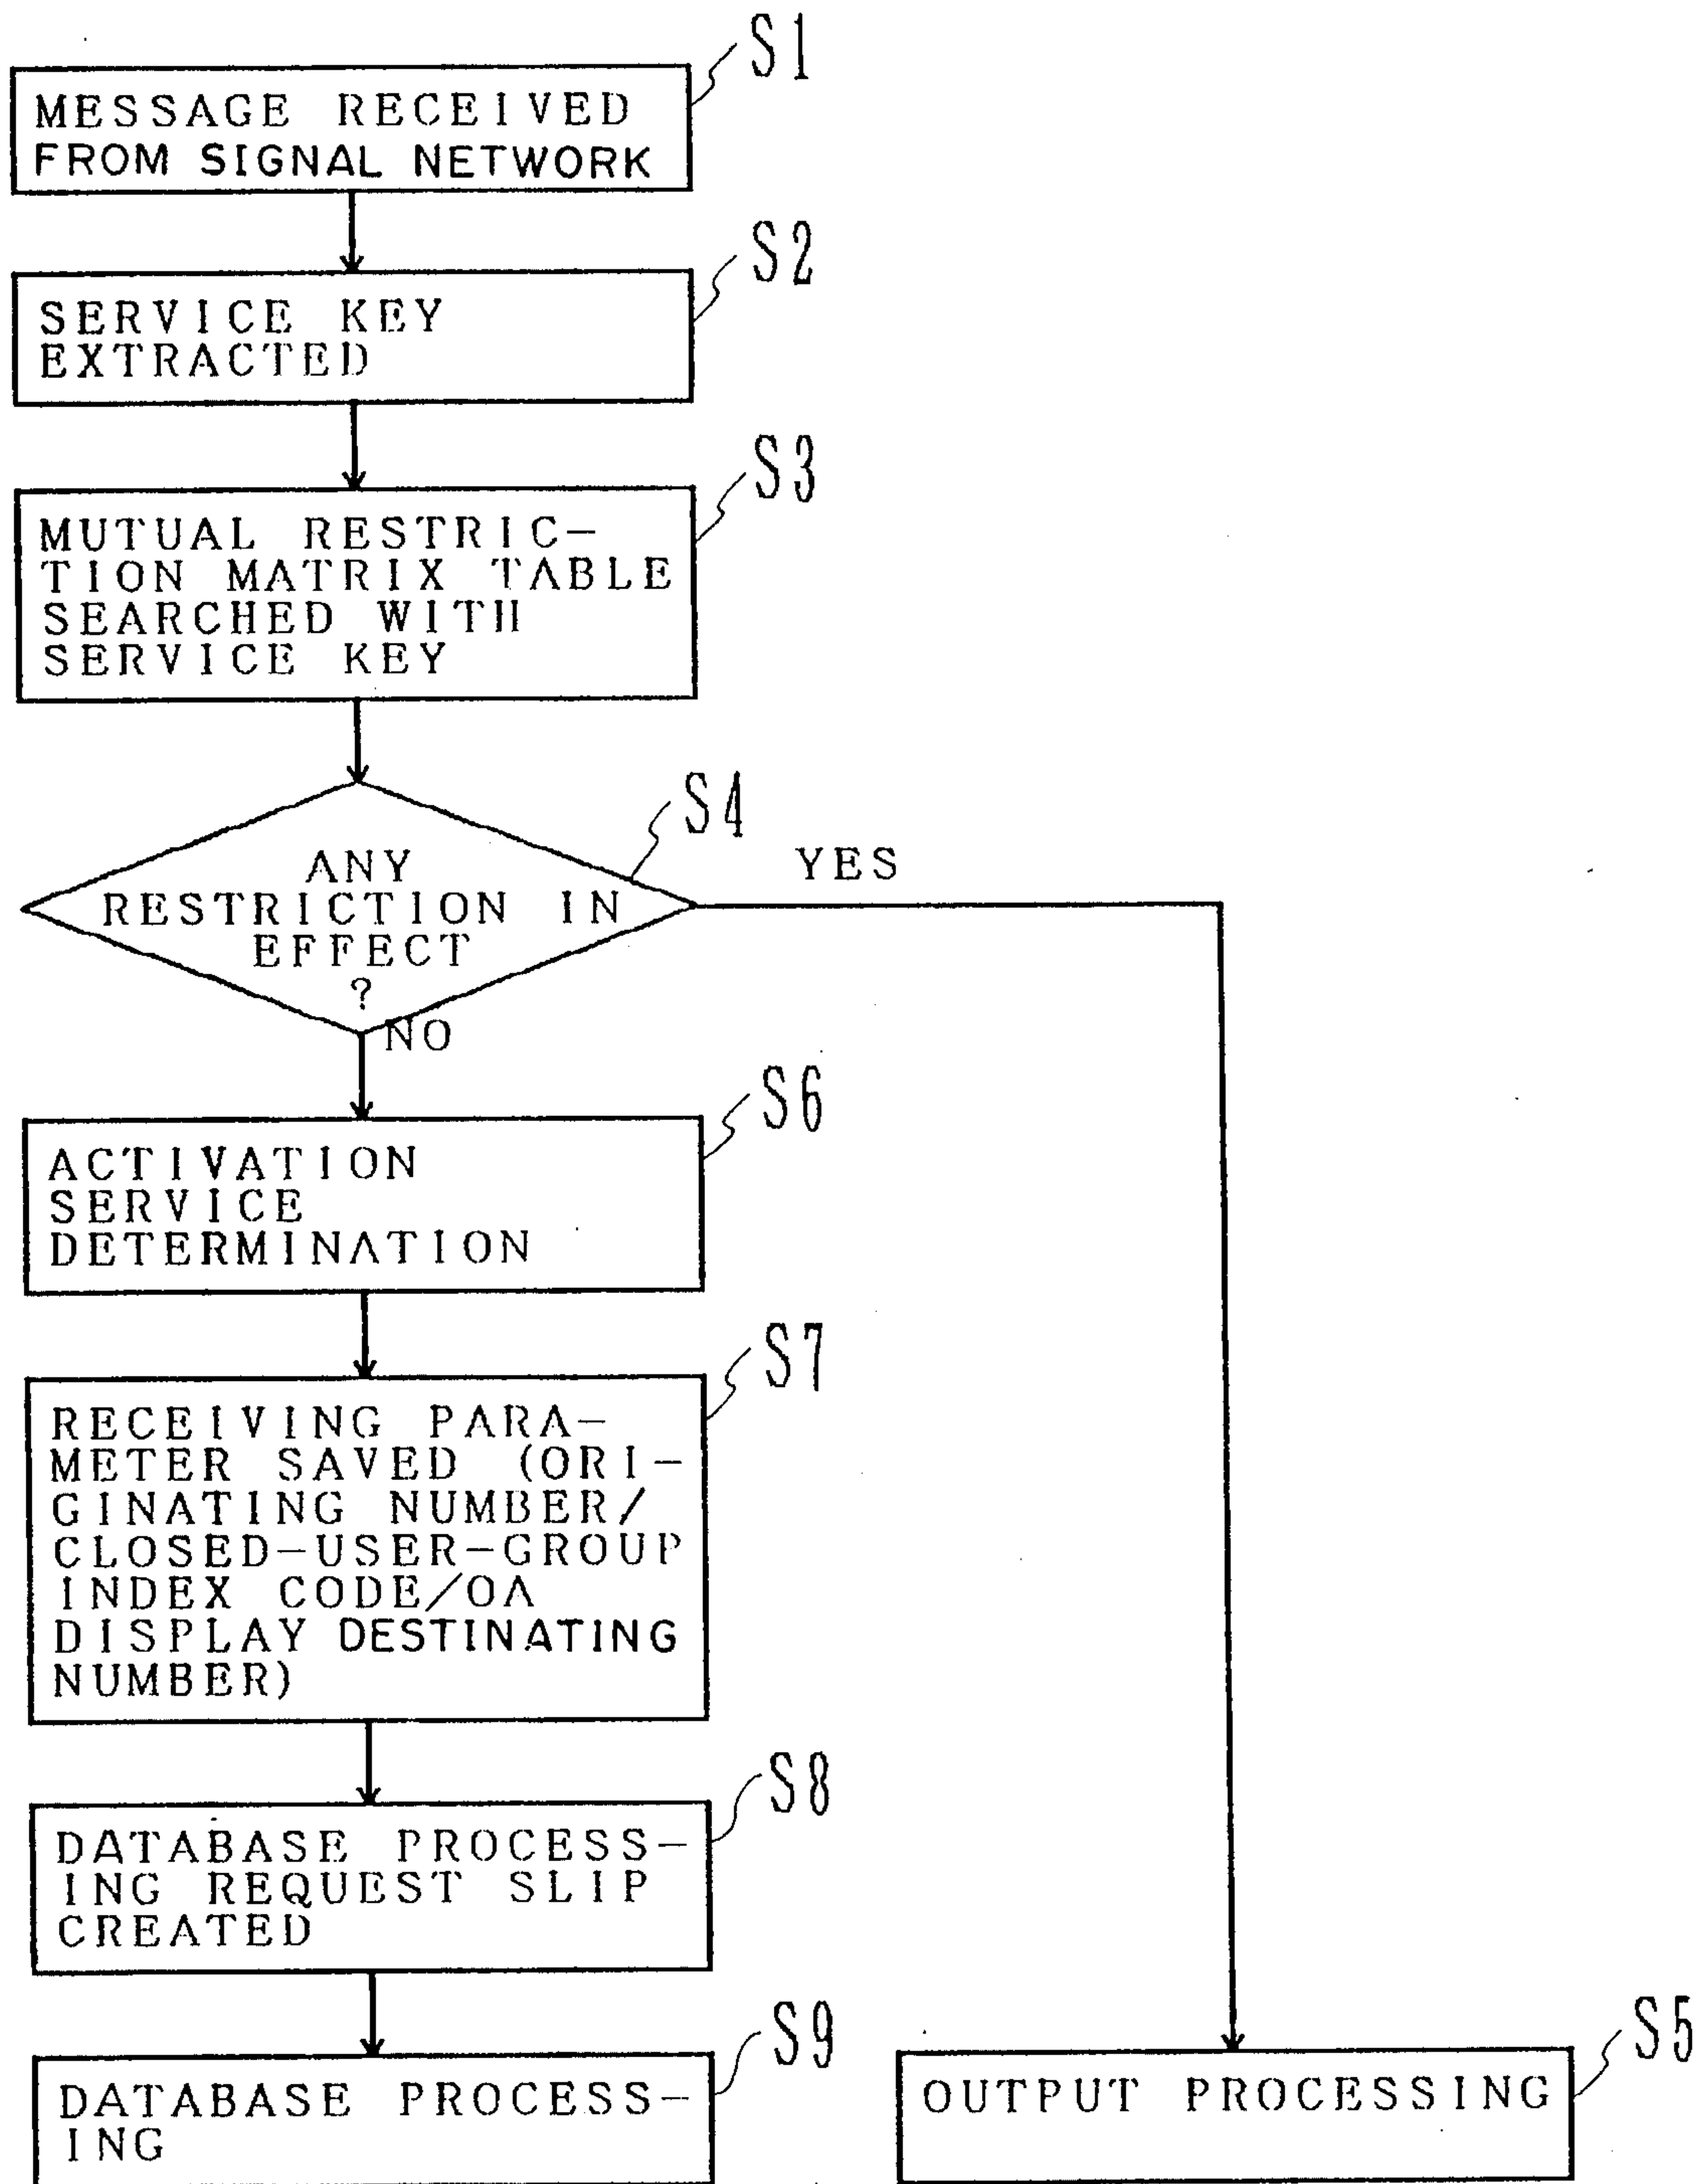 S1
MESSAGE RECEIVED
FROM SIGNAL NETWORK
S2
SERVICE KEY
EXTRACTED
S3
MUTUAL RESTRIC-
TION MATRIX TABLE
SEARCHED WITH
SERVICE KEY
S4
ANY
RESTRICTION IN
EFFECT
?
YES
NO
S6
ACTIVATION
SERVICE
DETERMINATION
S7
RECEIVING PARA-
METER SAVED (ORI-
GINATING NUMBER/
CLOSED-USER-GROUP
INDEX CODE/OA
DISPLAY DESTINATING
NUMBER)
S8
DATABASE PROCESS-
ING REQUEST SLIP
CREATED
S9
DATABASE PROCESS-
ING
S5
OUTPUT PROCESSING